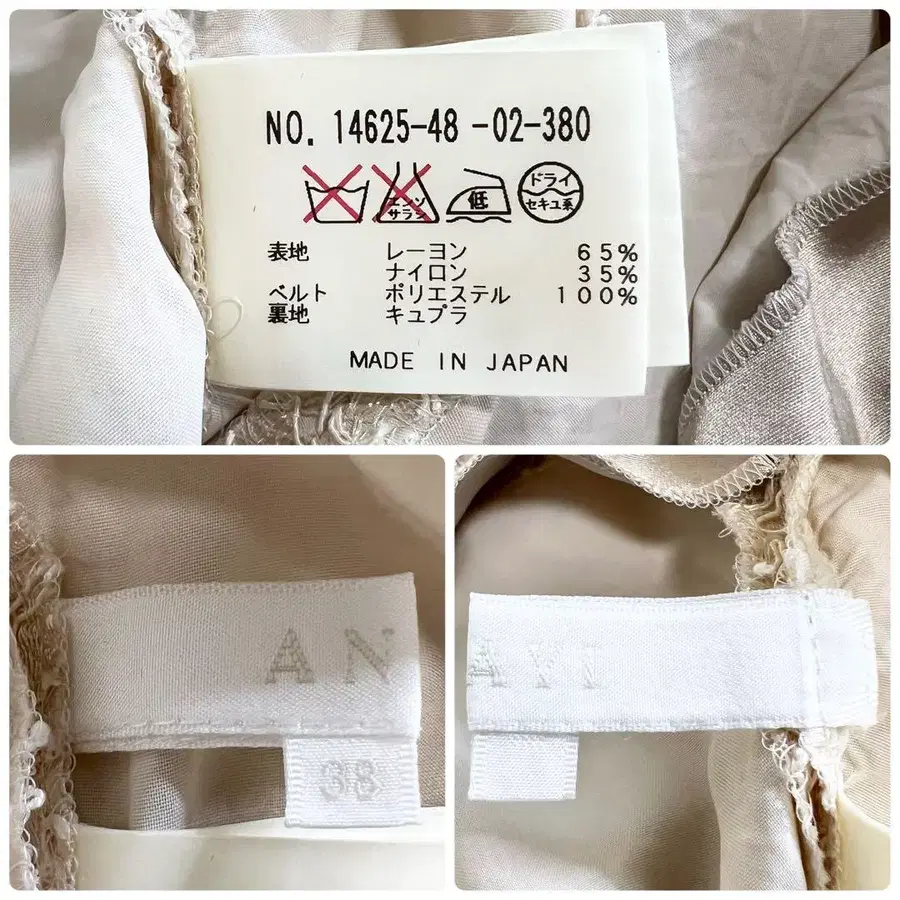 NO. 14625-48 -02-380
エンソ
サラシ
低
ドライ
セキユ系
表地 レーヨン 65%
ナイロン 35%
ベルト ポリエステル 100%
裏地 キュプラ
MADE IN JAPAN
AN
38
AYI